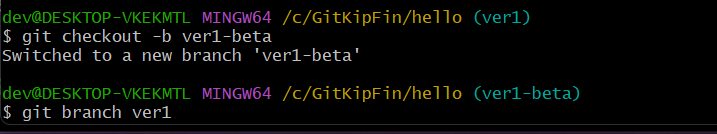 dev@DESKTOP-VKEKMTL MINGW64 /c/GitKipFin/hello (ver1)
$ git checkout -b ver1-beta
Switched to a new branch 'ver1-beta'
dev@DESKTOP-VKEKMTL MINGW64 /c/GitKipFin/hello (ver1-beta)
$ git branch ver1